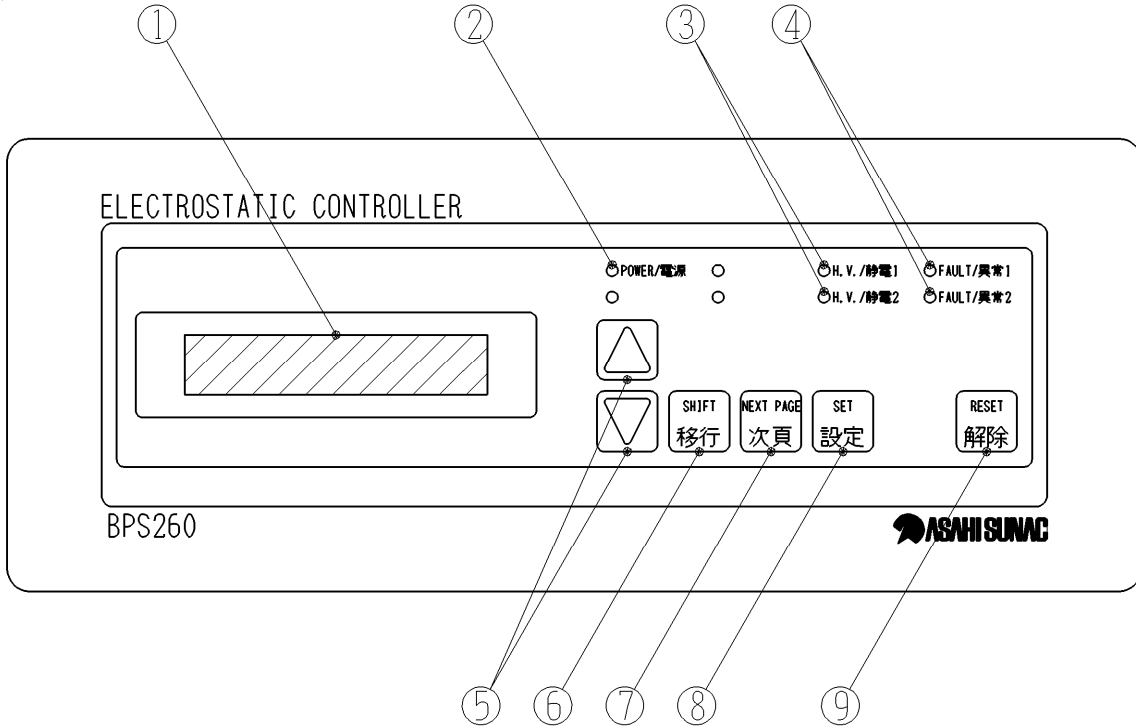 ① ② ③ ④
ELECTROSTATIC CONTROLLER
POWER/電源 H.V./静電1 FAULT/異常1
H.V./静電2 FAULT/異常2
SHIFT NEXT PAGE SET RESET
移行 次頁 設定 解除
BPS260 ASAHI SUNAC
⑤ ⑥ ⑦ ⑧ ⑨